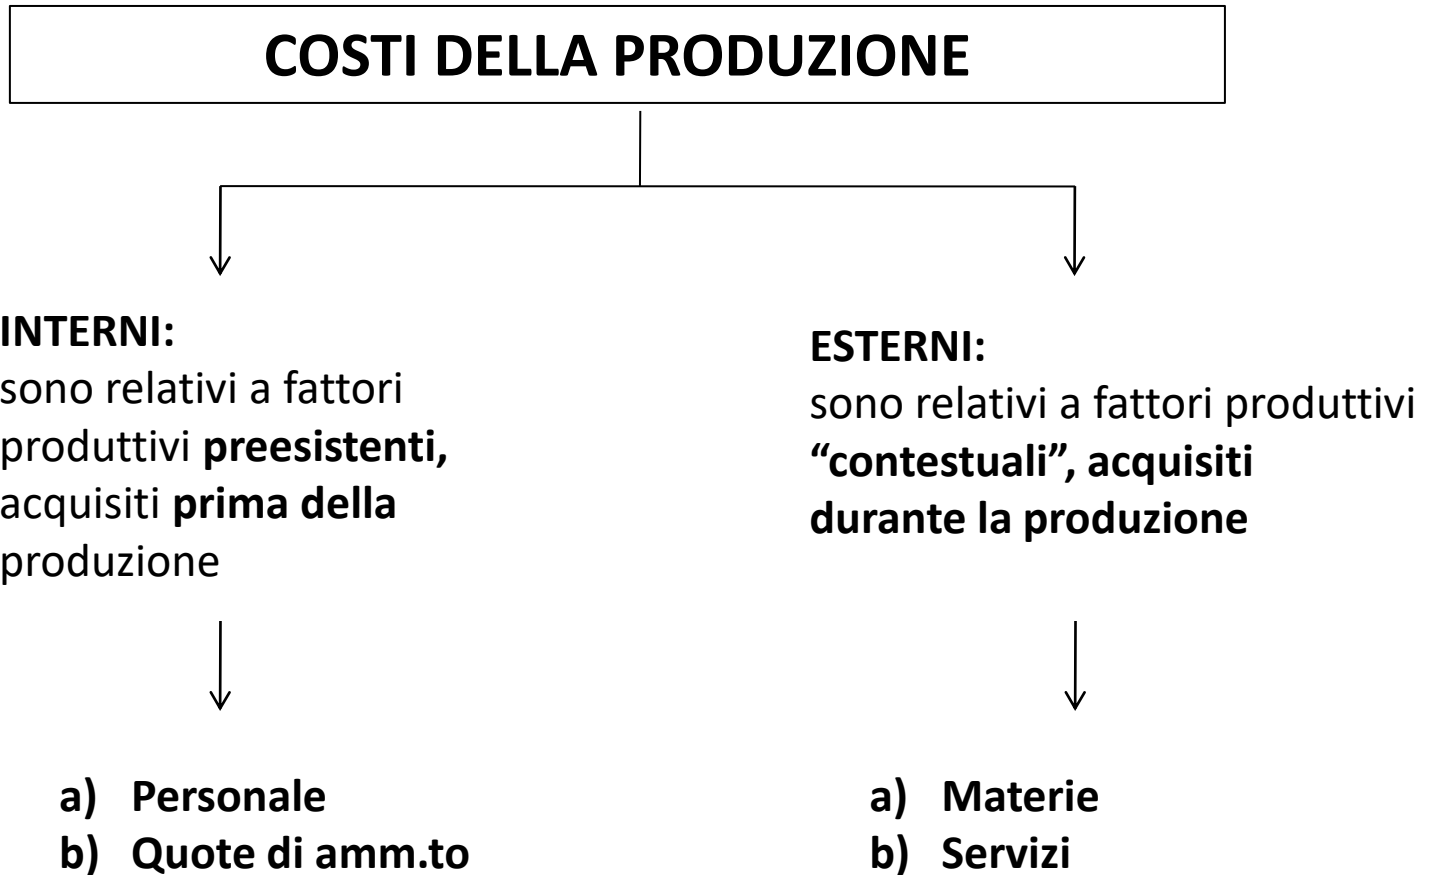 COSTI DELLA PRODUZIONE
INTERNI:
sono relativi a fattori
produttivi preesistenti,
acquisiti prima della
produzione
ESTERNI:
sono relativi a fattori produttivi
“contestuali”, acquisiti
durante la produzione
a) Personale
b) Quote di amm.to
a) Materie
b) Servizi